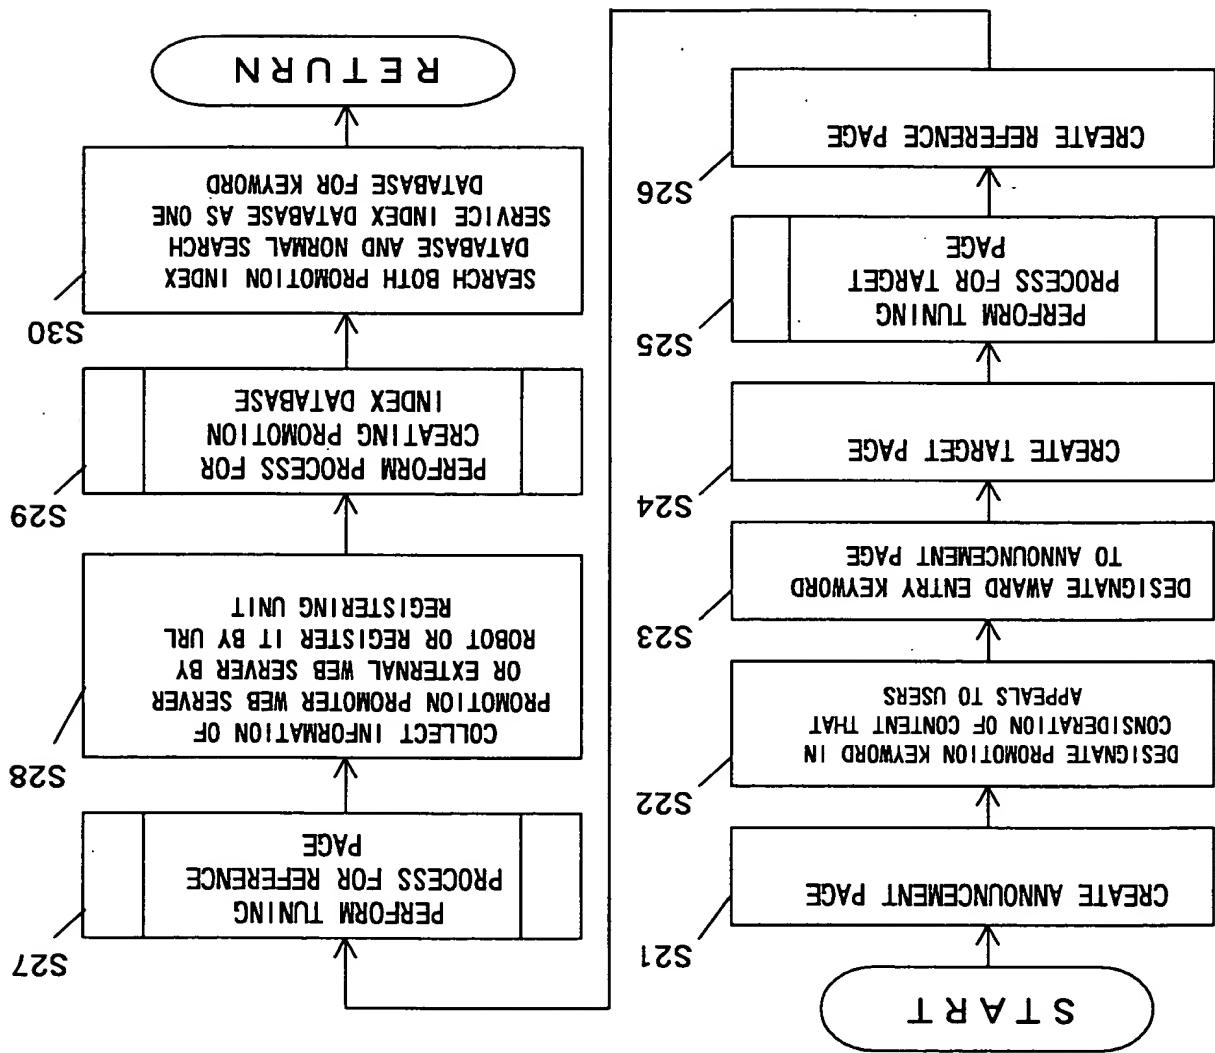 START
S21
CREATE ANNOUNCEMENT PAGE
S22
DESIGNATE PROMOTION KEYWORD IN
CONSIDERATION OF CONTENT THAT
APPEALS TO USERS
S23
DESIGNATE AWARD ENTRY KEYWORD
TO ANNOUNCEMENT PAGE
S24
CREATE TARGET PAGE
S25
PERFORM TUNING
PROCESS FOR TARGET
PAGE
S26
CREATE REFERENCE PAGE
S27
PERFORM TUNING
PROCESS FOR REFERENCE
PAGE
S28
COLLECT INFORMATION OF
PROMOTION PROMOTER WEB SERVER
OR EXTERNAL WEB SERVER BY
ROBOT OR REGISTER IT BY URL
REGISTERING UNIT
S29
PERFORM PROCESS FOR
CREATING PROMOTION
INDEX DATABASE
S30
SEARCH BOTH PROMOTION INDEX
DATABASE AND NORMAL SEARCH
SERVICE INDEX DATABASE AS ONE
DATABASE FOR KEYWORD
RETURN